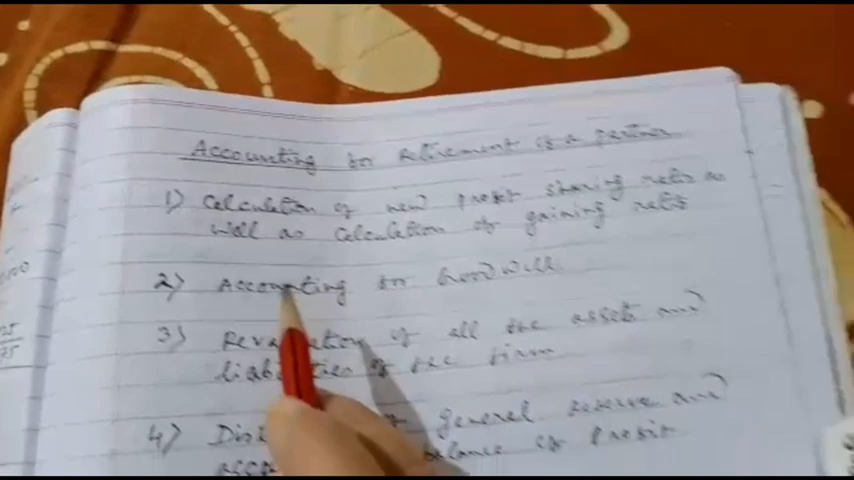 Accounting for Retirement of a partner
1) Calculation of new profit sharing ratio as
well as calculation of gaining ratio
2) Accounting for Goodwill
3) Revaluation of all the assets and
liabilities of the firm
4) general reserve and
balance of Profit